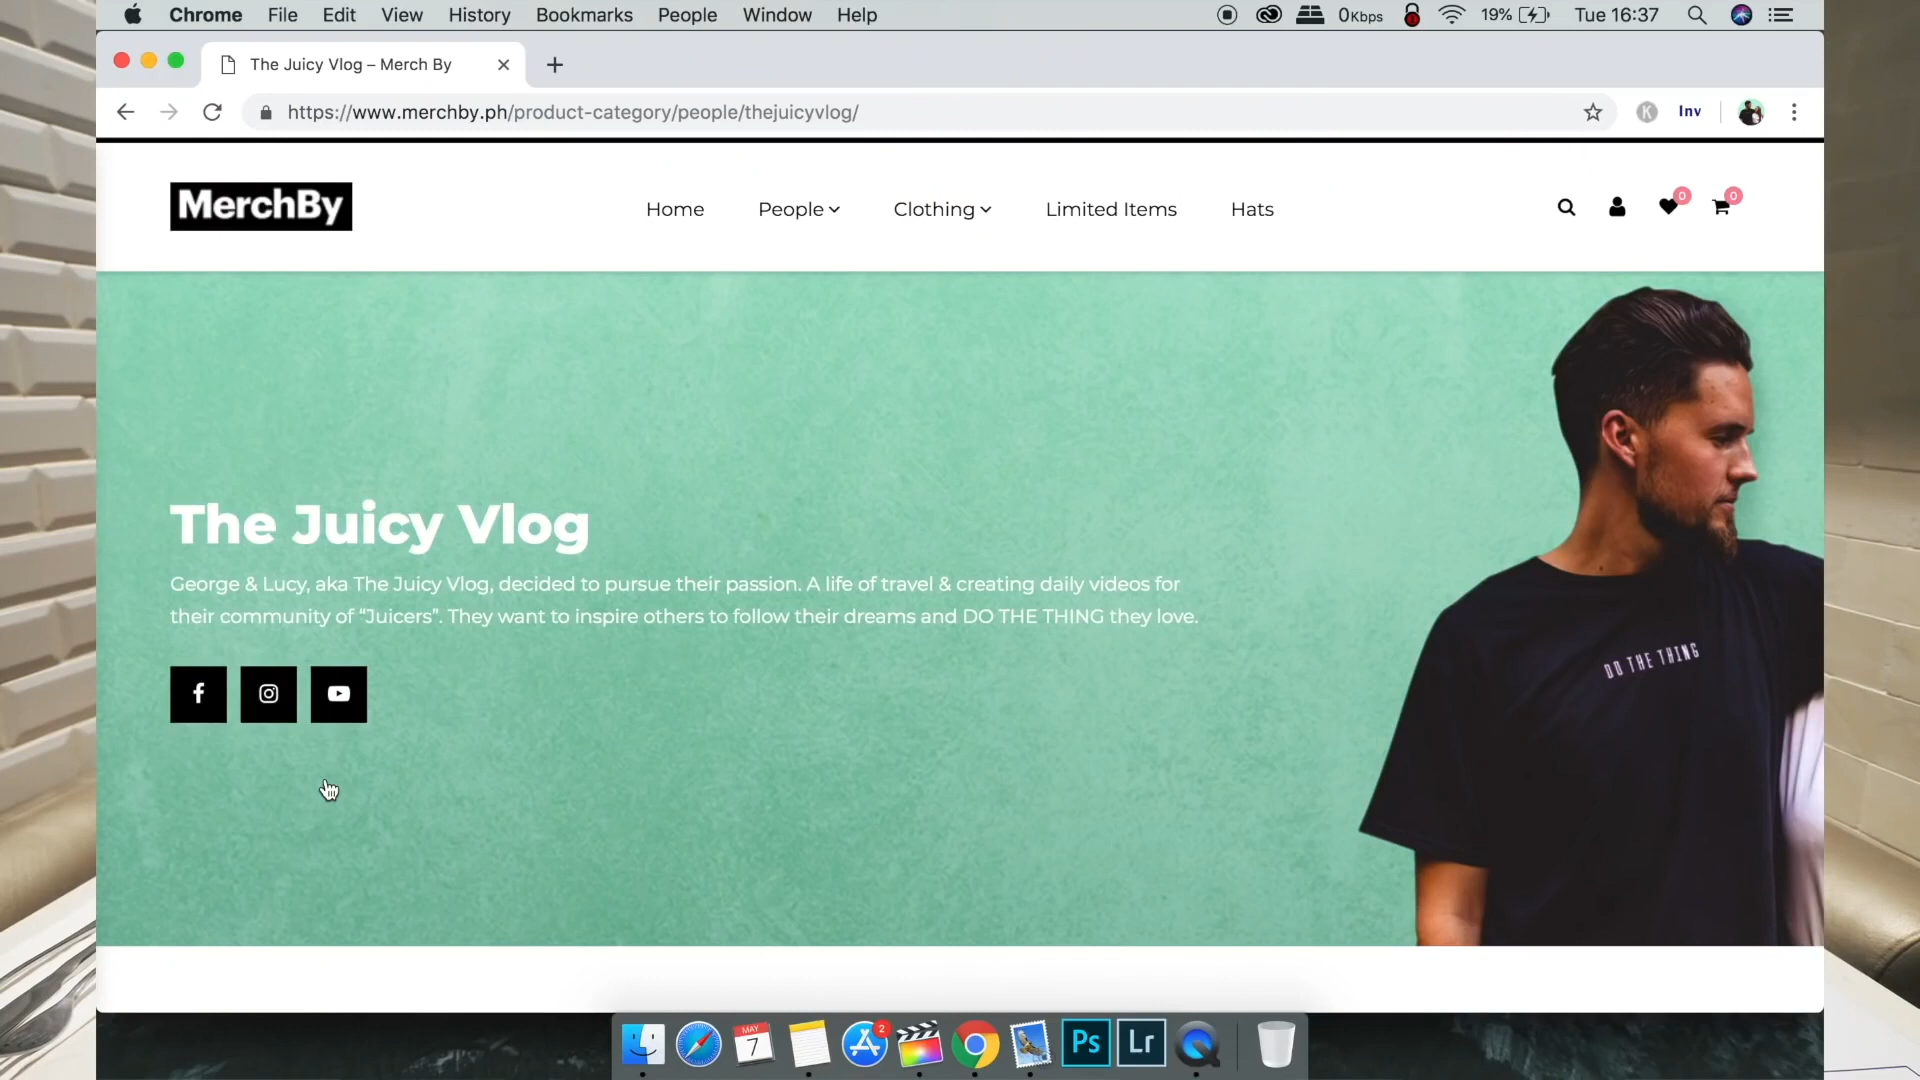 Chrome File Edit View History Bookmarks People Window Help
0Kbps 19% Tue 16:37
The Juicy Vlog – Merch By
https://www.merchby.ph/product-category/people/thejuicyvlog/
K Inv
MerchBy
Home People Clothing Limited Items Hats
0 0
The Juicy Vlog
George & Lucy, aka The Juicy Vlog, decided to pursue their passion. A life of travel & creating daily videos for
their community of “Juicers”. They want to inspire others to follow their dreams and DO THE THING they love.
DO THE THING
MAY
7
2
Ps
Lr